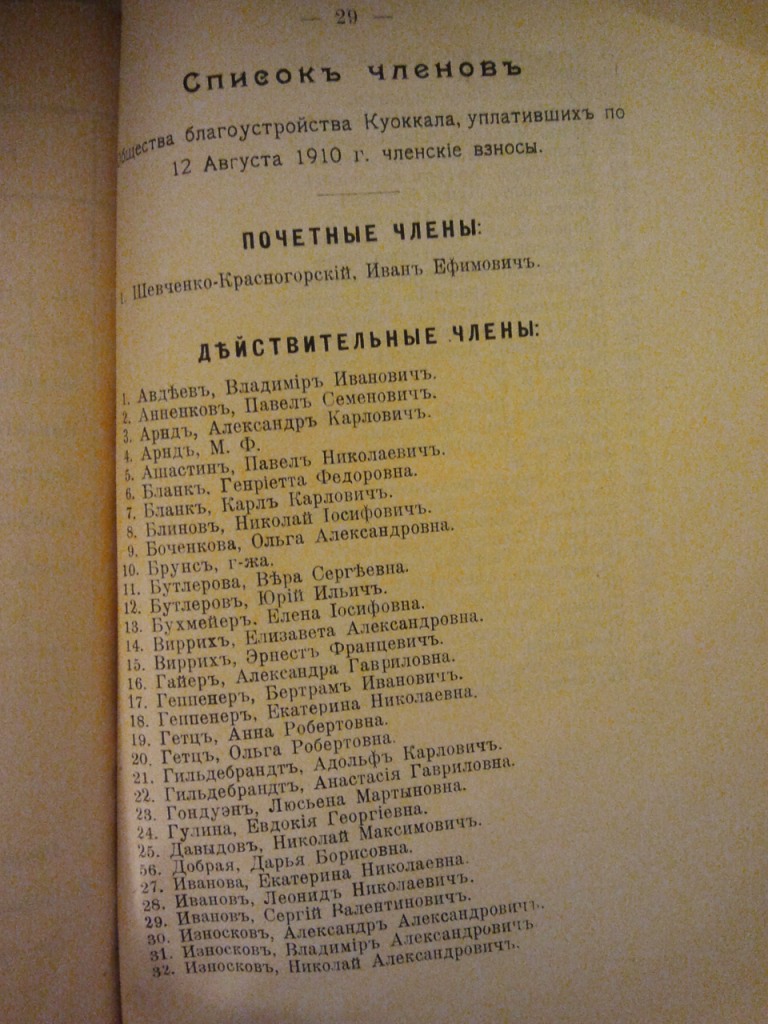 — 29 —
Списокъ членовъ
Общества благоустройства Куоккала, уплатившихъ по
12 Августа 1910 г. членскіе взносы.
ПОЧЕТНЫЕ ЧЛЕНЫ:
1. Шевченко-Красногорскій, Иванъ Ефимовичъ.
ДѢЙСТВИТЕЛЬНЫЕ ЧЛЕНЫ:
1. Авдѣевъ, Владиміръ Ивановичъ.
2. Анненковъ, Павелъ Семеновичъ.
3. Арндъ, Александръ Карловичъ.
4. Арндъ, М. Ф.
5. Ашастинъ, Павелъ Николаевичъ.
6. Бланкъ, Генріетта Федоровна.
7. Бланкъ, Карлъ Карловичъ.
8. Блиновъ, Николай Іосифовичъ.
9. Боченкова, Ольга Александровна.
10. Брунсъ, г-жа.
11. Бутлерова, Вѣра Сергѣевна.
12. Бутлеровъ, Юрій Ильичъ.
13. Бухмейеръ, Елена Іосифовна.
14. Виррихъ, Елизавета Александровна.
15. Виррихъ, Эрнестъ Францевичъ.
16. Гайеръ, Александра Гавриловна.
17. Геппенеръ, Бертрамъ Ивановичъ.
18. Геппенеръ, Екатерина Николаевна.
19. Гетцъ, Анна Робертовна.
20. Гетцъ, Ольга Робертовна.
21. Гильдебрандтъ, Адольфъ Карловичъ.
22. Гильдебрандтъ, Анастасія Гавриловна.
23. Гондуэнъ, Люсьена Мартыновна.
24. Гулина, Евдокія Георгіевна.
25. Давыдовъ, Николай Максимовичъ.
56. Добрая, Дарья Борисовна.
27. Иванова, Екатерина Николаевна.
28. Ивановъ, Леонидъ Николаевичъ.
29. Ивановъ, Сергій Валентиновичъ.
30. Износковъ, Александръ Александровичъ.
31. Износковъ, Владиміръ Александровичъ
32. Износковъ, Николай Александровичъ.